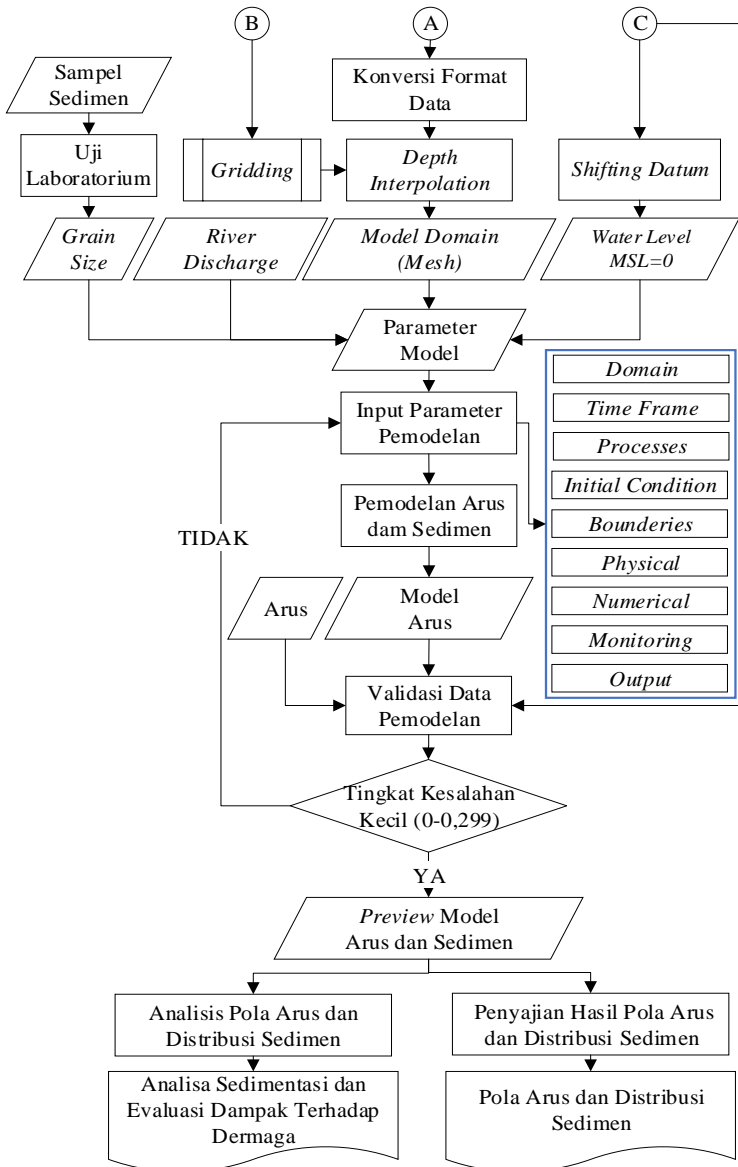 B
A
C
Sampel
Sedimen
Konversi Format
Data
Uji
Laboratorium
Gridding
Depth
Interpolation
Shifting Datum
Grain
Size
River
Discharge
Model Domain
(Mesh)
Water Level
MSL=0
Parameter
Model
Domain
Time Frame
Processes
Initial Condition
Bounderies
Physical
Numerical
Monitoring
Output
Input Parameter
Pemodelan
Pemodelan Arus
dam Sedimen
TIDAK
Arus
Model
Arus
Validasi Data
Pemodelan
Tingkat Kesalahan
Kecil (0-0,299)
YA
Preview Model
Arus dan Sedimen
Analisis Pola Arus dan
Distribusi Sedimen
Penyajian Hasil Pola Arus
dan Distribusi Sedimen
Analisa Sedimentasi dan
Evaluasi Dampak Terhadap
Dermaga
Pola Arus dan Distribusi
Sedimen